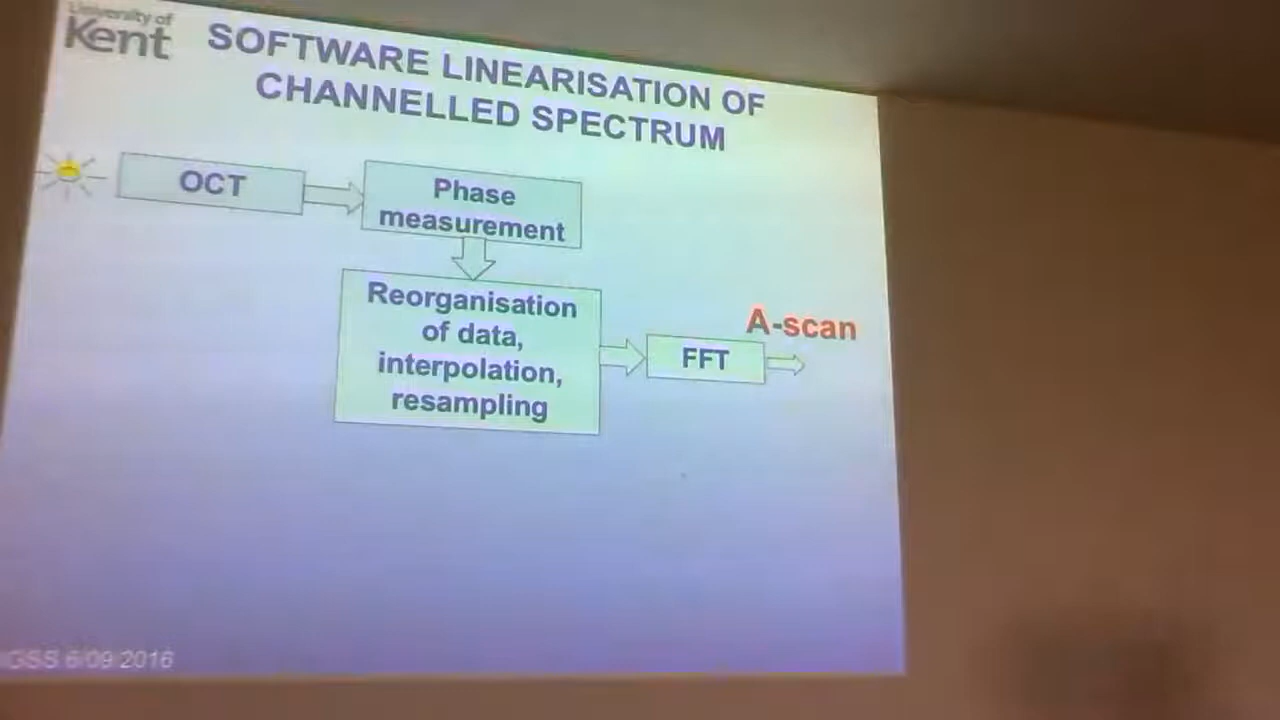 University of
Kent
SOFTWARE LINEARISATION OF
CHANNELLED SPECTRUM
OCT
Phase
measurement
Reorganisation
of data,
interpolation,
resampling
FFT
A-scan
GSS 6/09/2016